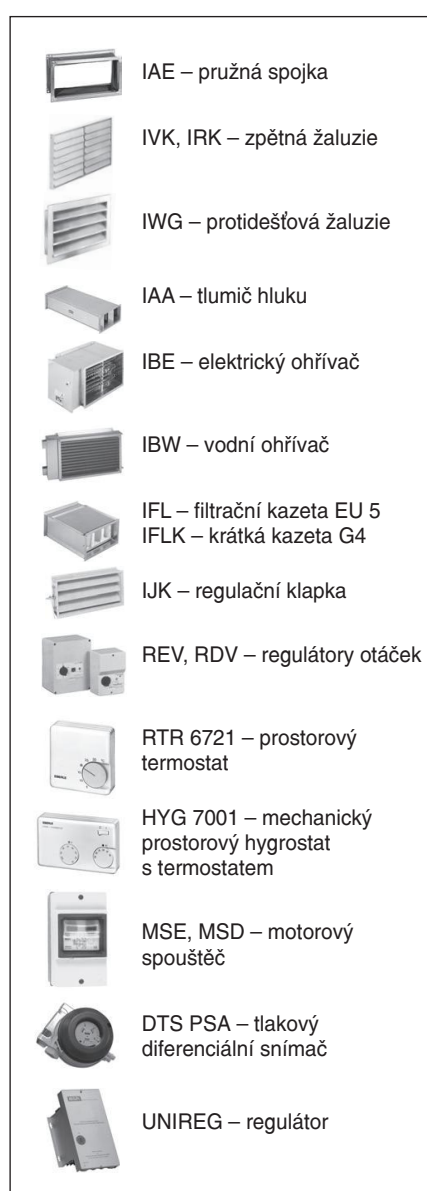 IAE – pružná spojka
IVK, IRK – zpětná žaluzie
IWG – protidešťová žaluzie
IAA – tlumič hluku
IBE – elektrický ohřívač
IBW – vodní ohřívač
IFL – filtrační kazeta EU 5
IFLK – krátká kazeta G4
IJK – regulační klapka
REV, RDV – regulátory otáček
RTR 6721 – prostorový
termostat
HYG 7001 – mechanický
prostorový hygrostat
s termostatem
MSE, MSD – motorový
spouštěč
DTS PSA – tlakový
diferenciální snímač
UNIREG – regulátor